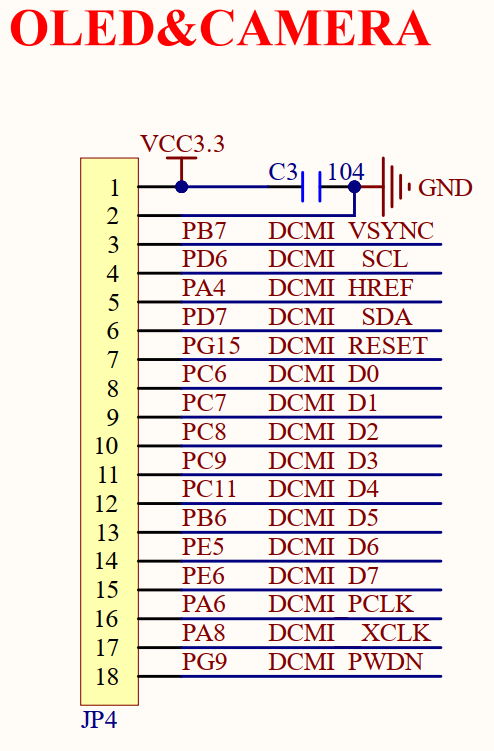 OLED&CAMERA
VCC3.3
1 C3 104 GND
2
3 PB7 DCMI VSYNC
4 PD6 DCMI SCL
5 PA4 DCMI HREF
6 PD7 DCMI SDA
7 PG15 DCMI RESET
8 PC6 DCMI D0
9 PC7 DCMI D1
10 PC8 DCMI D2
11 PC9 DCMI D3
12 PC11 DCMI D4
13 PB6 DCMI D5
14 PE5 DCMI D6
15 PE6 DCMI D7
16 PA6 DCMI_PCLK
17 PA8 DCMI XCLK
18 PG9 DCMI PWDN
JP4